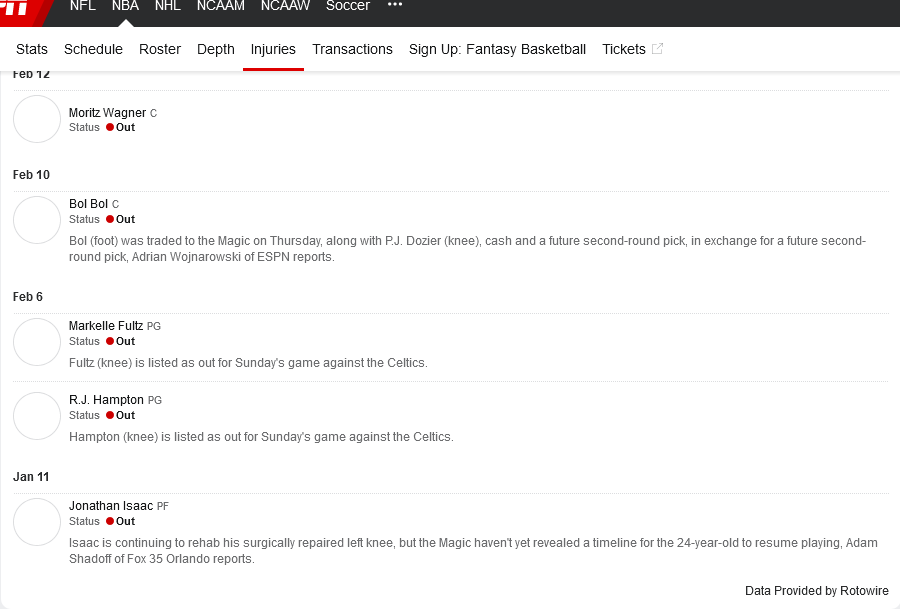 NFL NBA NHL NCAAM NCAAW Soccer
Stats Schedule Roster Depth Injuries Transactions Sign Up: Fantasy Basketball Tickets
Feb 12
Moritz Wagner C
Status Out
Feb 10
Bol Bol C
Status Out
Bol (foot) was traded to the Magic on Thursday, along with P.J. Dozier (knee), cash and a future second-round pick, in exchange for a future second-
round pick, Adrian Wojnarowski of ESPN reports.
Feb 6
Markelle Fultz PG
Status Out
Fultz (knee) is listed as out for Sunday's game against the Celtics.
R.J. Hampton PG
Status Out
Hampton (knee) is listed as out for Sunday's game against the Celtics.
Jan 11
Jonathan Isaac PF
Status Out
Isaac is continuing to rehab his surgically repaired left knee, but the Magic haven't yet revealed a timeline for the 24-year-old to resume playing, Adam
Shadoff of Fox 35 Orlando reports.
Data Provided by Rotowire